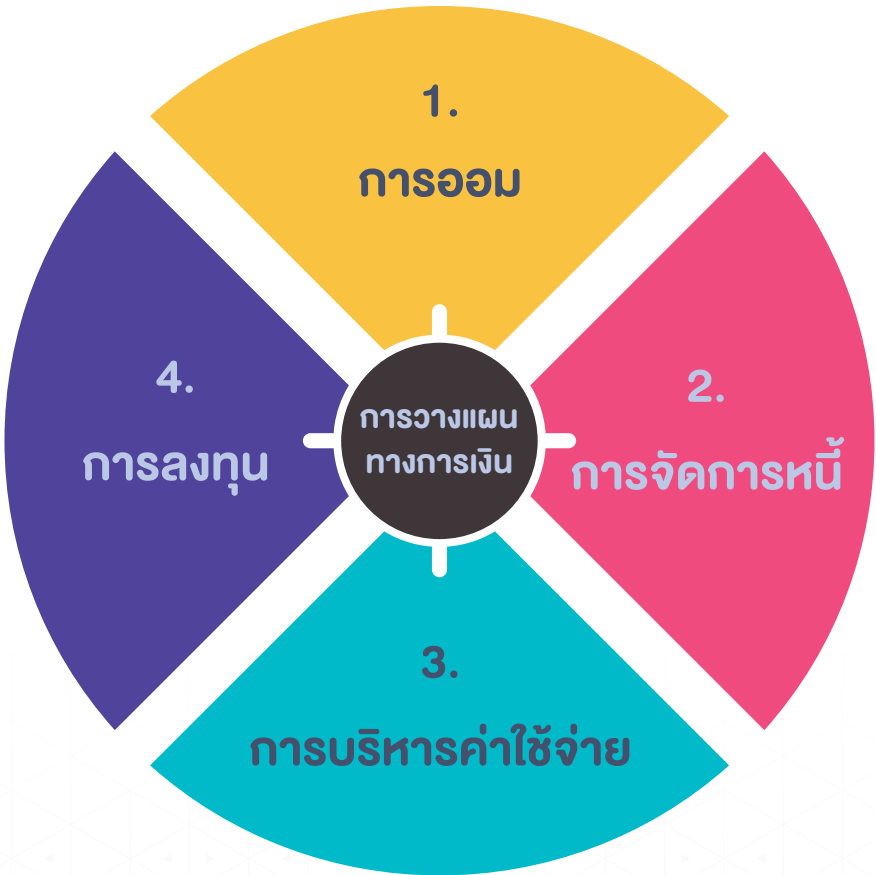 1.
การออม
2.
การจัดการหนี้
3.
การบริหารค่าใช้จ่าย
4.
การลงทุน
การวางแผน
ทางการเงิน